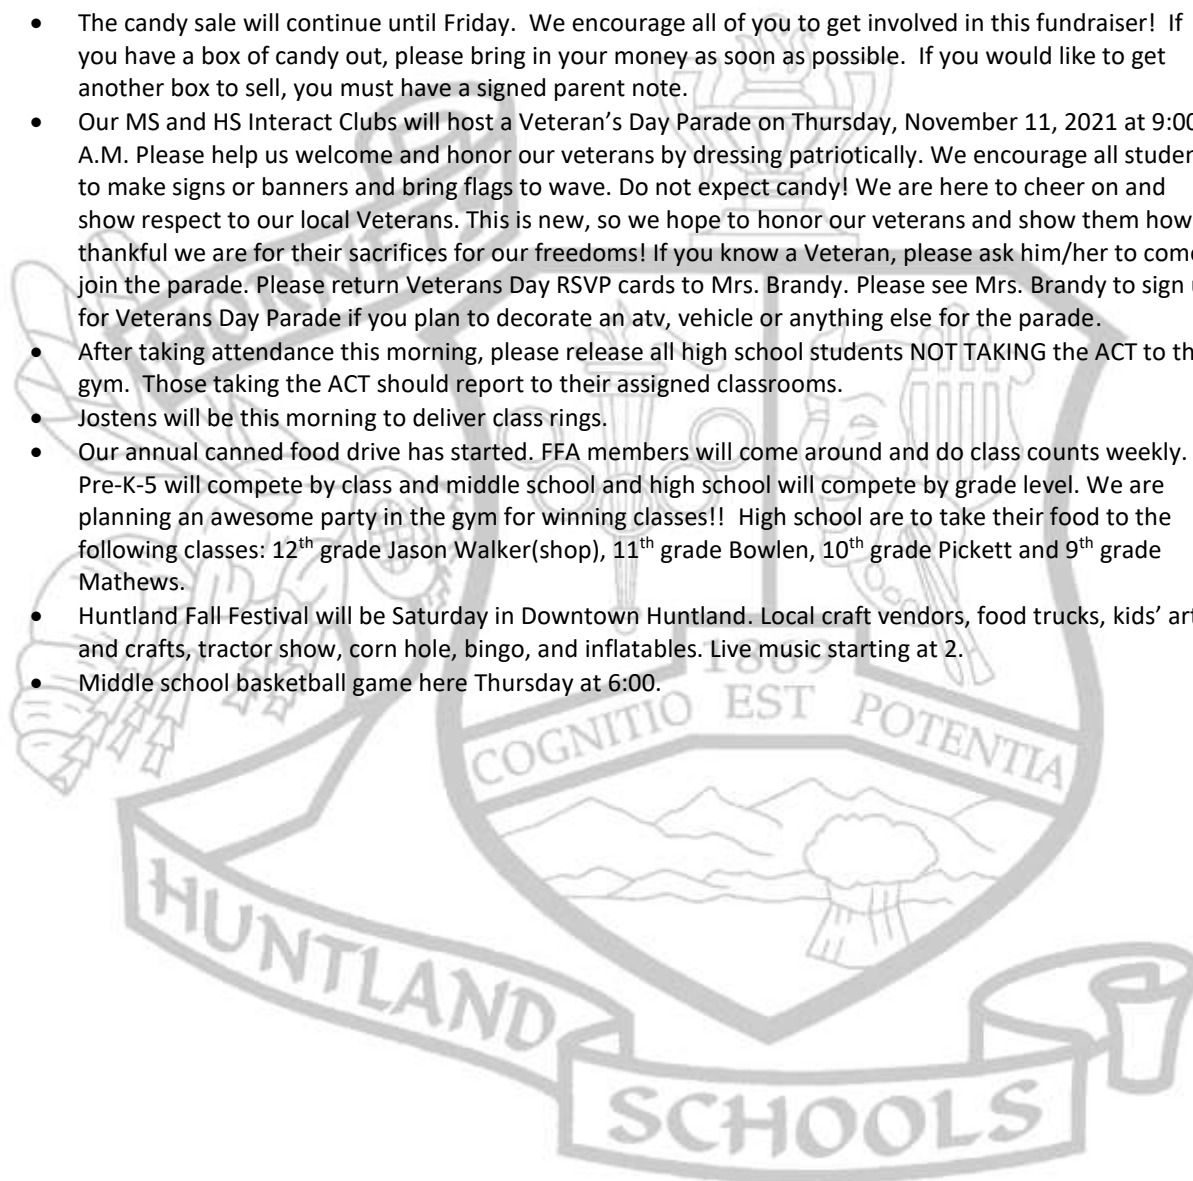 • The candy sale will continue until Friday.  We encourage all of you to get involved in this fundraiser!  If
you have a box of candy out, please bring in your money as soon as possible.  If you would like to get
another box to sell, you must have a signed parent note.
• Our MS and HS Interact Clubs will host a Veteran's Day Parade on Thursday, November 11, 2021 at 9:00
A.M. Please help us welcome and honor our veterans by dressing patriotically. We encourage all studen
to make signs or banners and bring flags to wave. Do not expect candy! We are here to cheer on and
show respect to our local Veterans. This is new, so we hope to honor our veterans and show them how
thankful we are for their sacrifices for our freedoms! If you know a Veteran, please ask him/her to come
join the parade. Please return Veterans Day RSVP cards to Mrs. Brandy. Please see Mrs. Brandy to sign u
for Veterans Day Parade if you plan to decorate an atv, vehicle or anything else for the parade.
• After taking attendance this morning, please release all high school students NOT TAKING the ACT to th
gym.  Those taking the ACT should report to their assigned classrooms.
• Jostens will be this morning to deliver class rings.
• Our annual canned food drive has started. FFA members will come around and do class counts weekly.
Pre-K-5 will compete by class and middle school and high school will compete by grade level. We are
planning an awesome party in the gym for winning classes!!  High school are to take their food to the
following classes: 12th grade Jason Walker(shop), 11th grade Bowlen, 10th grade Pickett and 9th grade
Mathews.
• Huntland Fall Festival will be Saturday in Downtown Huntland. Local craft vendors, food trucks, kids' art
and crafts, tractor show, corn hole, bingo, and inflatables. Live music starting at 2.
• Middle school basketball game here Thursday at 6:00.
HORNETS
1869
COGNITIO EST POTENTIA
HUNTLAND
SCHOOLS